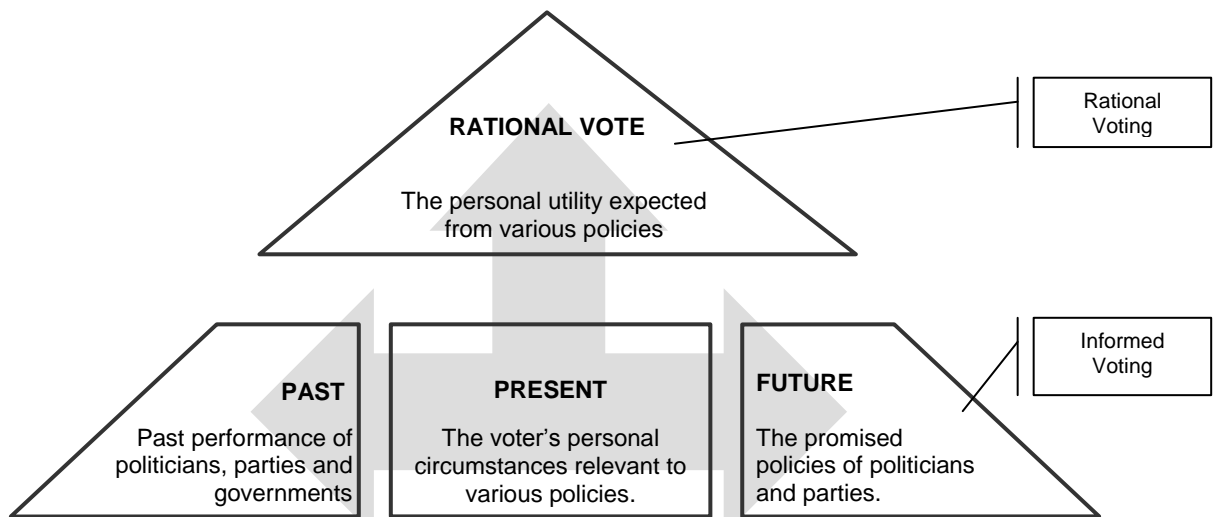 RATIONAL VOTE
The personal utility expected
from various policies
Rational
Voting
PAST
Past performance of
politicians, parties and
governments
PRESENT
The voter’s personal
circumstances relevant to
various policies.
FUTURE
The promised
policies of politicians
and parties.
Informed
Voting